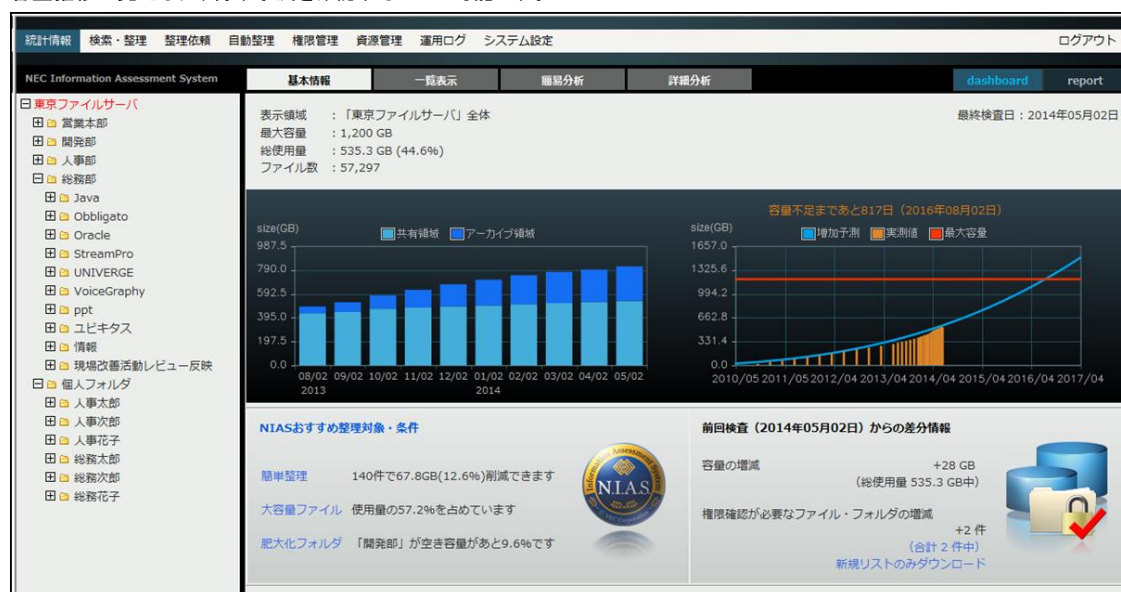 統計情報 検索・整理 整理依頼 自動整理 権限管理 資源管理 運用ログ システム設定 ログアウト
NEC Information Assessment System 基本情報 一覧表示 簡易分析 詳細分析 dashboard report
東京ファイルサーバ
営業本部
開発部
人事部
総務部
Java
Obbligato
Oracle
StreamPro
UNIVERGE
VoiceGraphy
ppt
ユビキタス
情報
現場改善活動レビュー反映
個人フォルダ
人事太郎
人事次郎
人事花子
総務太郎
総務次郎
総務花子
表示領域 : 「東京ファイルサーバ」全体 最終検査日:2014年05月02日
最大容量 : 1,200 GB
総使用量 : 535.3 GB (44.6%)
ファイル数 : 57,297
size(GB)
共有領域 アーカイブ領域
987.5
790.0
592.5
395.0
197.5
0.0
08/02 09/02 10/02 11/02 12/02 01/02 02/02 03/02 04/02 05/02
2013 2014
容量不足まであと817日(2016年08月02日)
size(GB)
増加予測 実測値 最大容量
1657.0
1325.6
994.2
662.8
331.4
0.0
2010/05 2011/05 2012/04 2013/04 2014/04 2015/04 2016/04 2017/04
NIASおすすめ整理対象・条件
簡単整理 140件で67.8GB(12.6%)削減できます
大容量ファイル 使用量の57.2%を占めています
肥大化フォルダ 「開発部」が空き容量があと9.6%です
Information Assessment System
N.I.A.S.
前回検査(2014年05月02日)からの差分情報
容量の増減 +28 GB
(総使用量 535.3 GB中)
権限確認が必要なファイル・フォルダの増減
+2 件
(合計 2 件中)
新規リストのみダウンロード